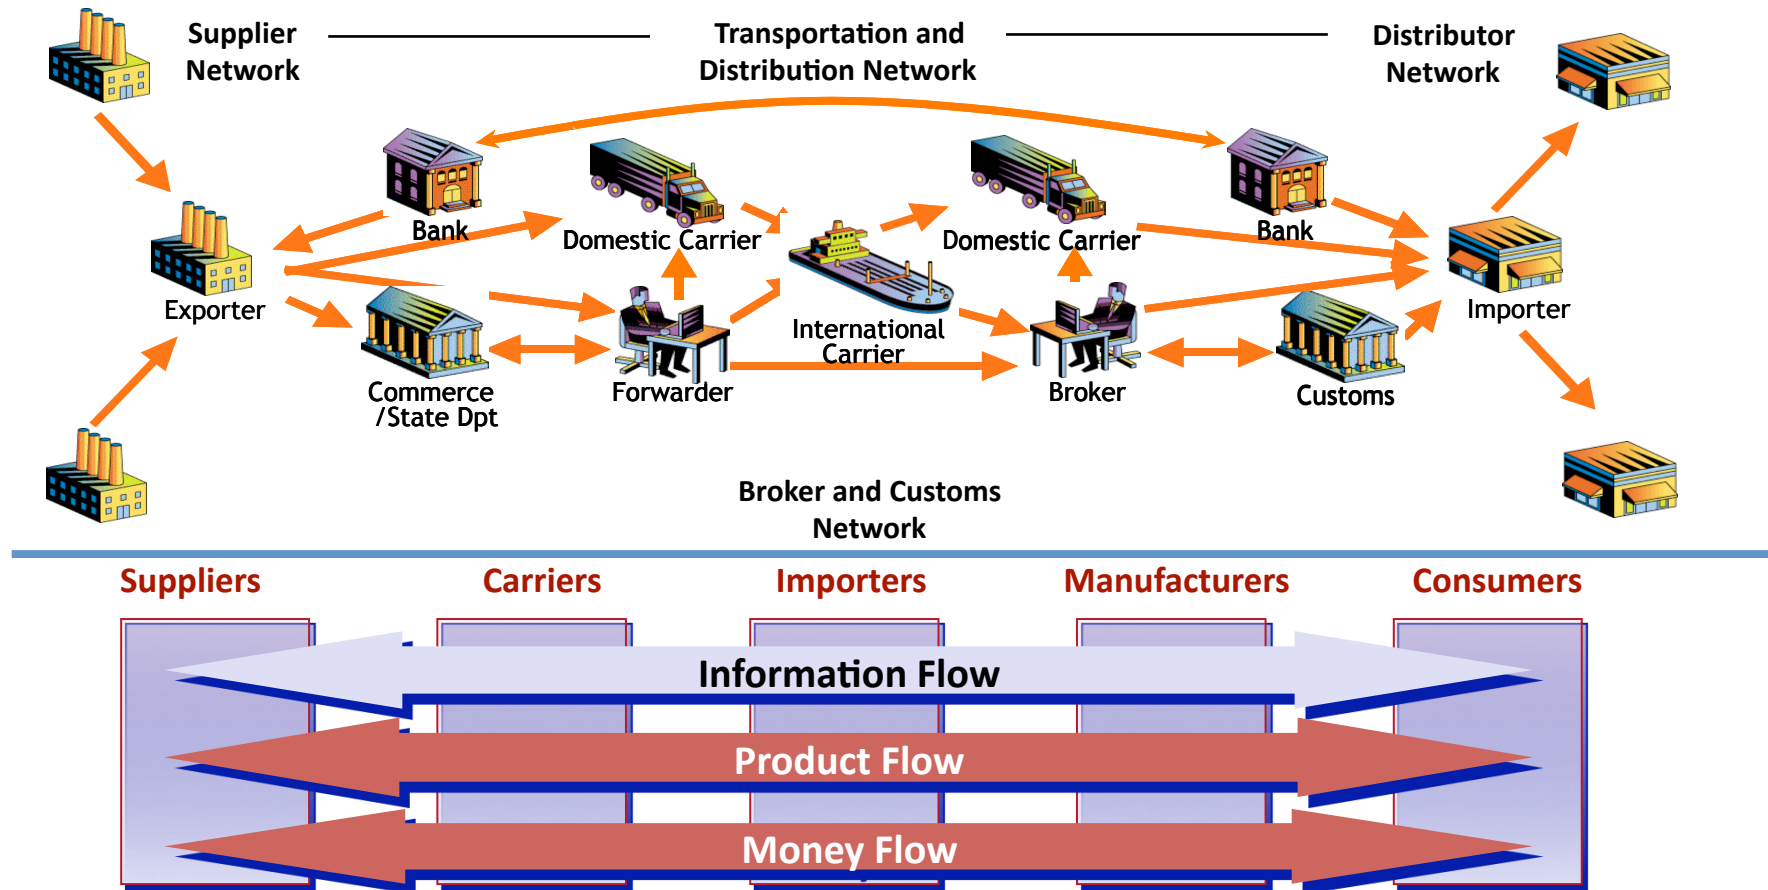 Supplier
Network
Transportation and
Distribution Network
Distributor
Network
Bank
Domestic Carrier
Domestic Carrier
Bank
Exporter
Importer
International
Carrier
Commerce
/State Dpt
Forwarder
Broker
Customs
Broker and Customs
Network
Suppliers
Carriers
Importers
Manufacturers
Consumers
Information Flow
Product Flow
Money Flow